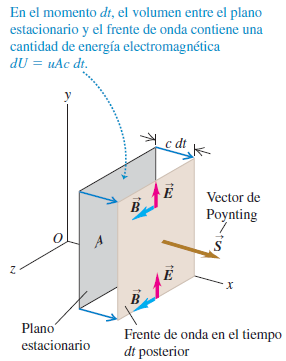 En el momento dt, el volumen entre el plano
estacionario y el frente de onda contiene una
cantidad de energía electromagnética
dU = uAc dt.
y
c dt
E⃗
B⃗
Vector de
Poynting
S⃗
O
A
z
E⃗
B⃗
x
Plano
estacionario
Frente de onda en el tiempo
dt posterior